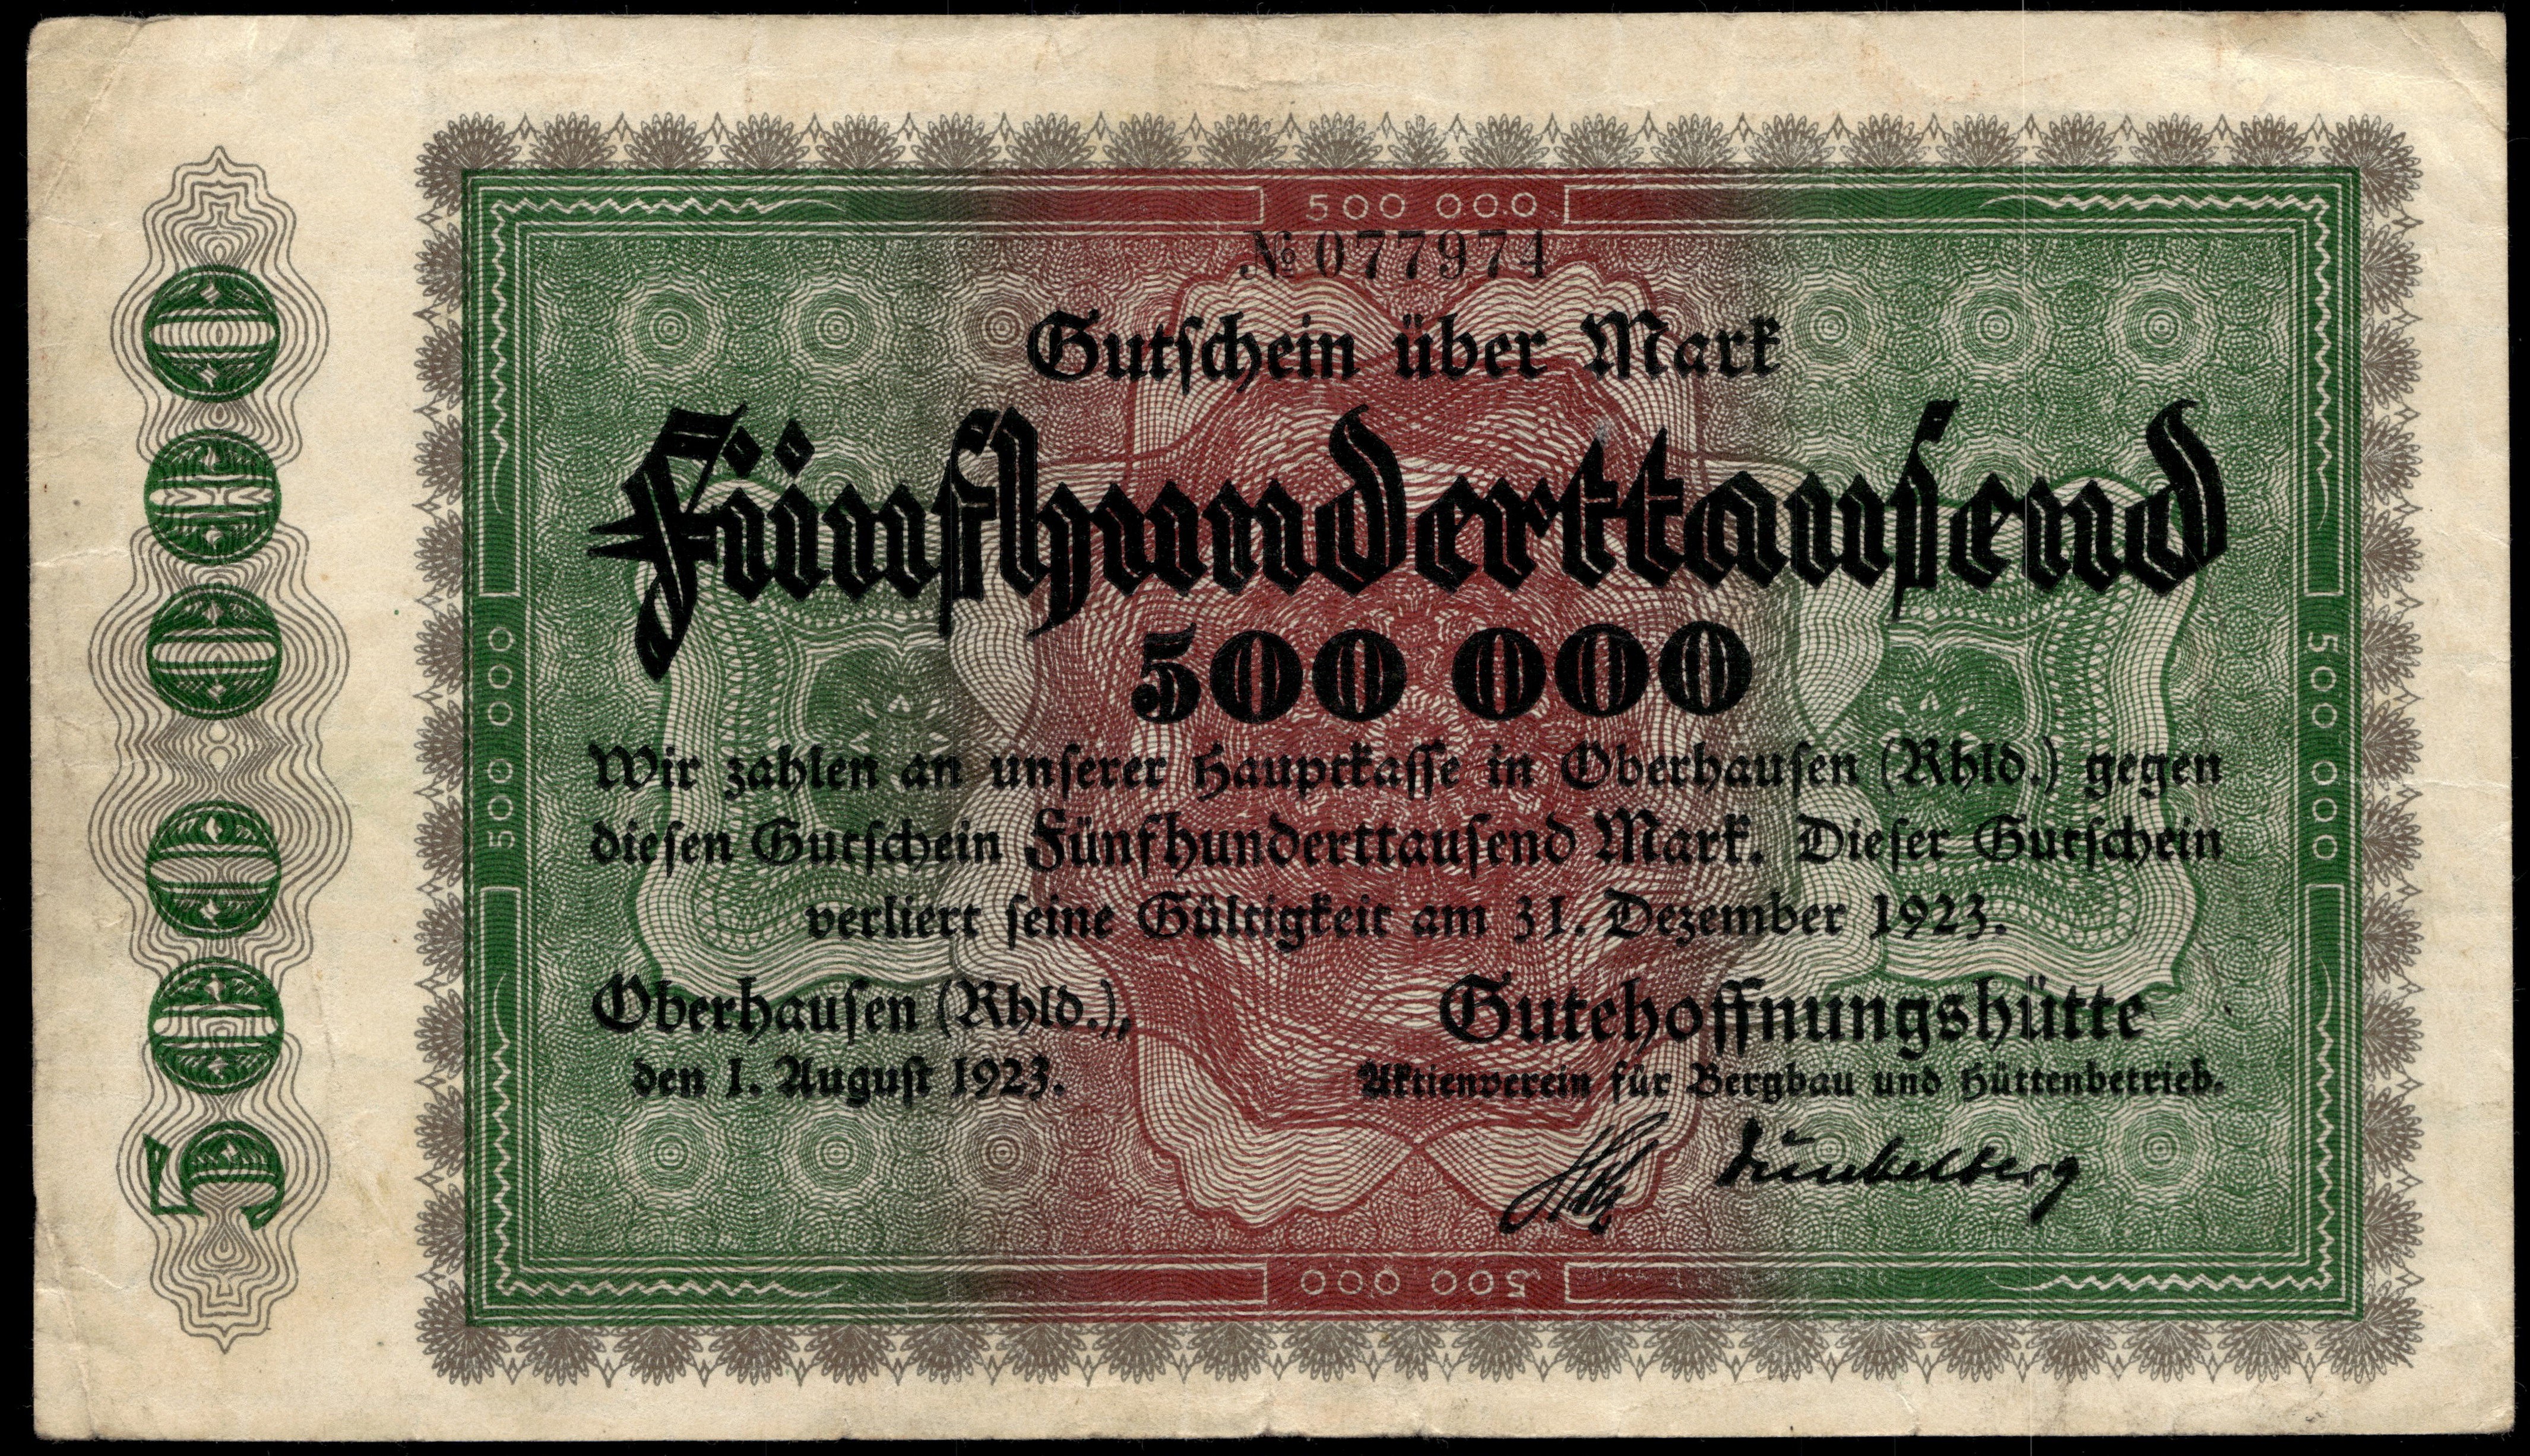 500 000
№ 077974
Gutschein über Mark
Fünfhunderttausend
500 000
Wir zahlen an unserer Hauptkasse in Oberhausen (Rhld.) gegen
diesen Gutschein Fünfhunderttausend Mark. Dieser Gutschein
verliert seine Gültigkeit am 31. Dezember 1923.
Oberhausen (Rhld.),
den 1. August 1923.
Gutehoffnungshütte
Aktienverein für Bergbau und Hüttenbetrieb.
Dunkelberg
500 000
500 000
500 000
500000